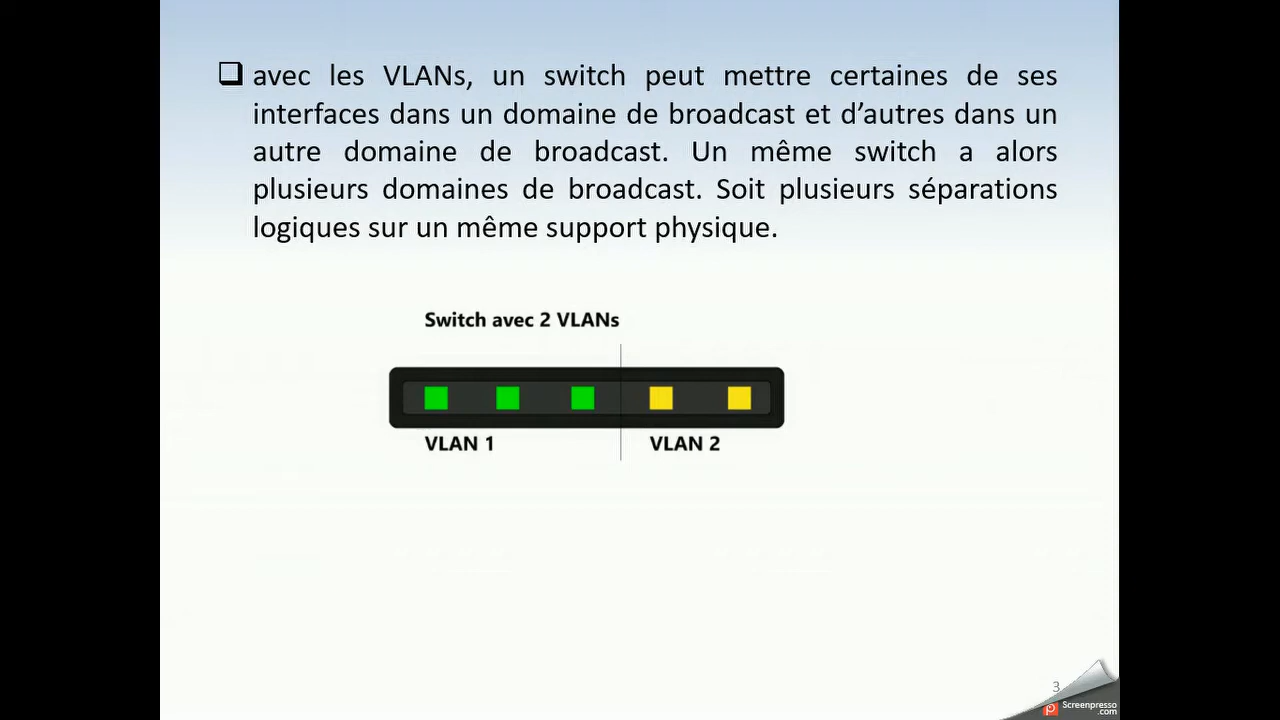 avec les VLANs, un switch peut mettre certaines de ses
interfaces dans un domaine de broadcast et d’autres dans un
autre domaine de broadcast. Un même switch a alors
plusieurs domaines de broadcast. Soit plusieurs séparations
logiques sur un même support physique.
Switch avec 2 VLANs
VLAN 1
VLAN 2
3
Screenpresso
.com